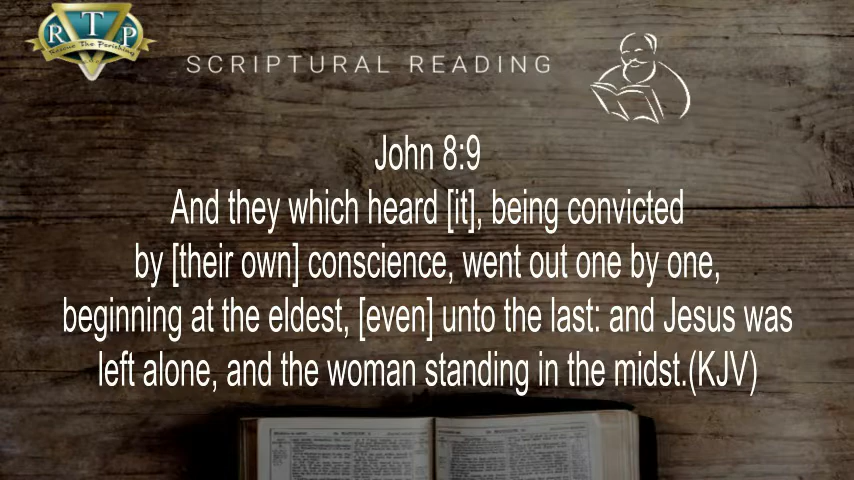 RTP
Rescue The Perishing
SCRIPTURAL READING
John 8:9
And they which heard [it], being convicted
by [their own] conscience, went out one by one,
beginning at the eldest, [even] unto the last: and Jesus was
left alone, and the woman standing in the midst.(KJV)